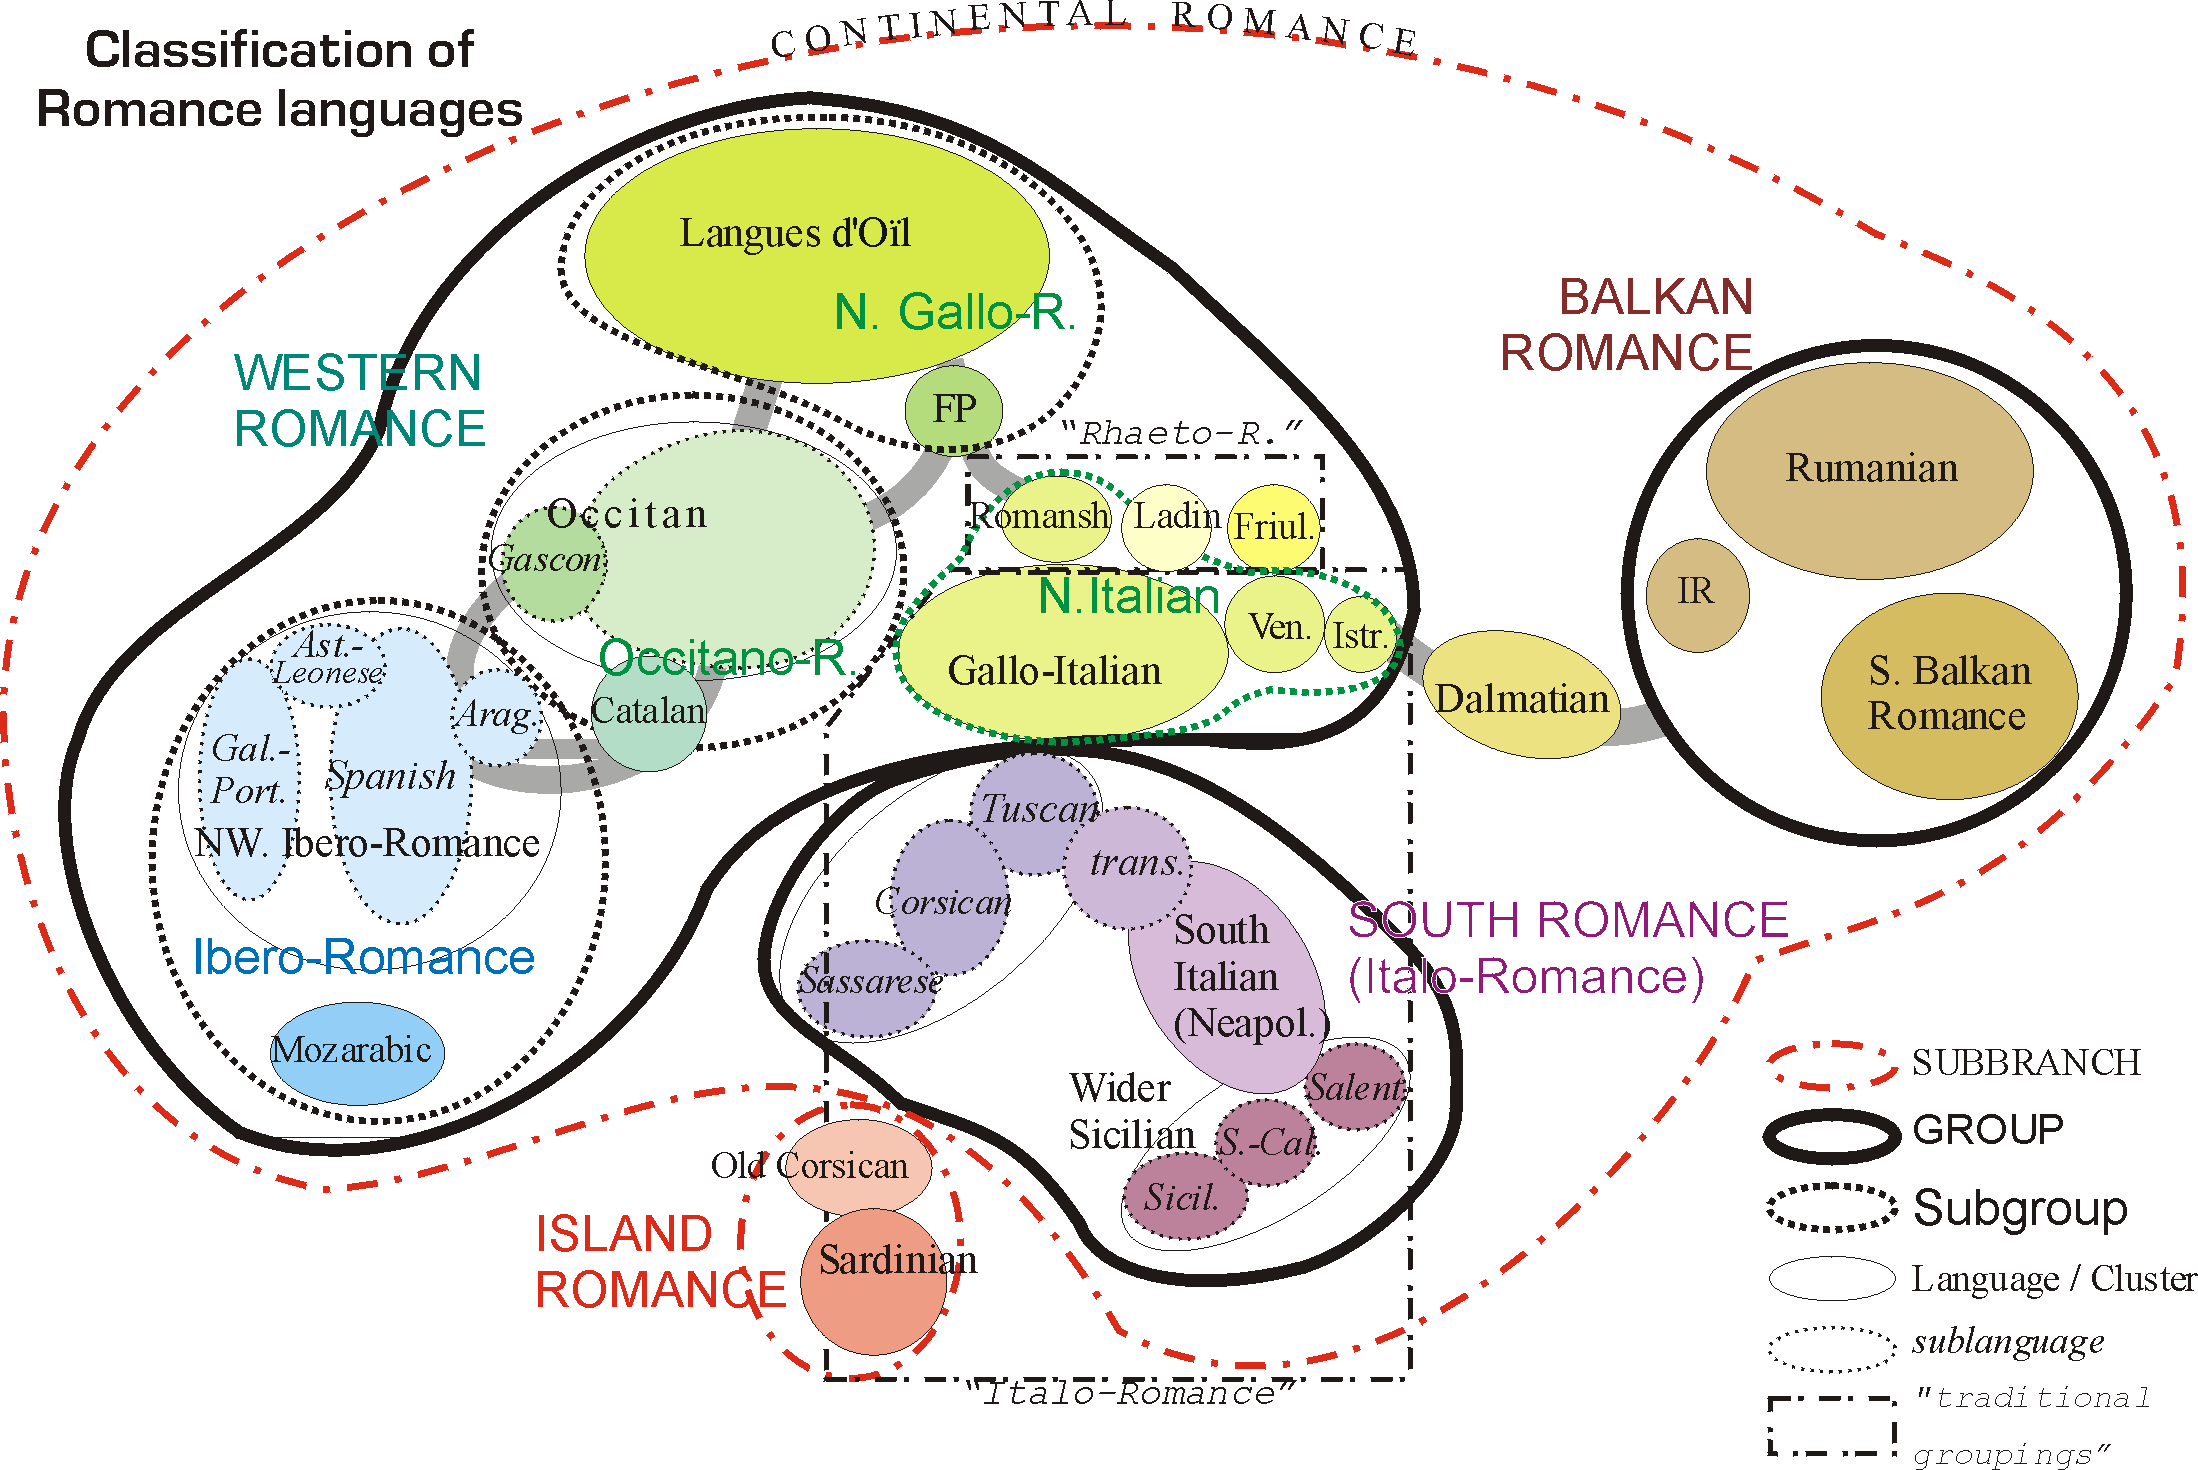 CONTINENTAL ROMANCE
Classification of
Romance languages
Langues d'Oïl
N. Gallo-R.
BALKAN
ROMANCE
WESTERN
ROMANCE
FP
"Rhaeto-R."
Rumanian
Occitan
Gascon.
Romansh
Ladin
Friul.
IR
N.Italian
Ven.
Istr.
Gallo-Italian
Occitano-R.
Catalan
Dalmatian
S. Balkan
Romance
Ast.-
Leonese
Arag.
Gal.-
Port.
Spanish
NW. Ibero-Romance
Ibero-Romance
Mozarabic
Tuscan
trans.
Corsican
Sassarese
South
Italian
(Neapol.)
SOUTH ROMANCE
(Italo-Romance)
Wider
Sicilian
Salent.
S.-Cal.
Sicil.
Old Corsican
Sardinian
ISLAND
ROMANCE
"Italo-Romance"
SUBBRANCH
GROUP
Subgroup
Language / Cluster
sublanguage
"traditional
groupings"